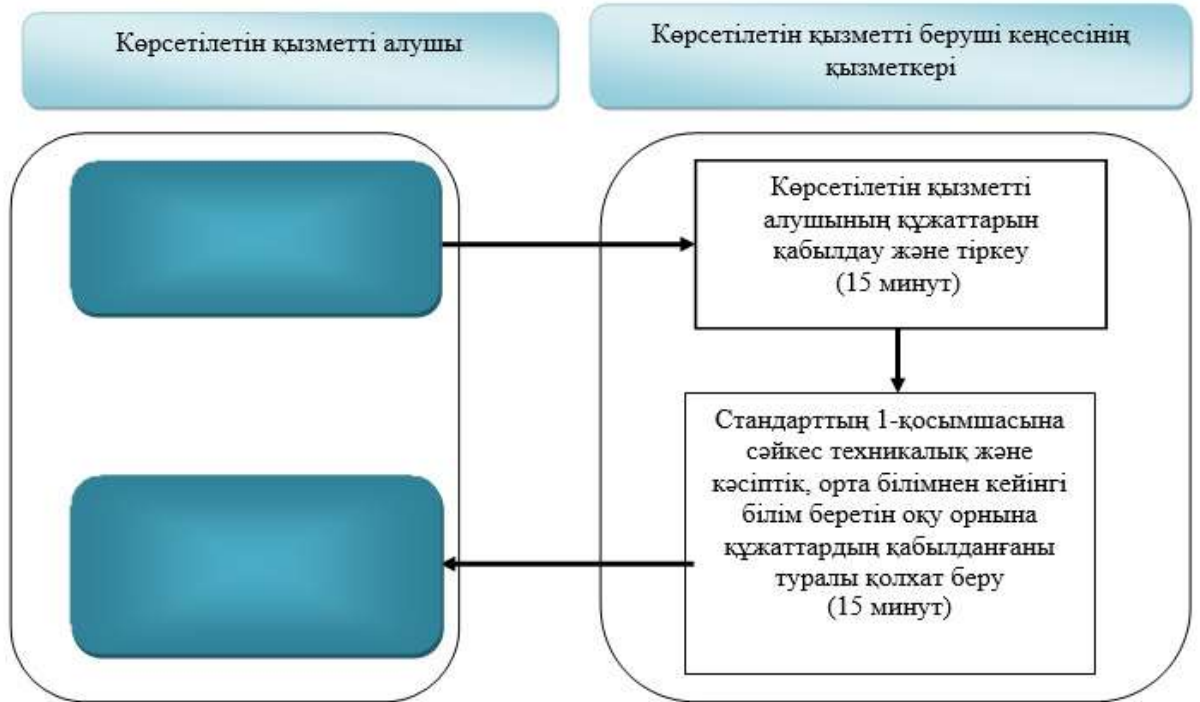 Көрсетілетін қызметті алушы
Көрсетілетін қызметті беруші кеңсесінің
қызметкері
Көрсетілетін қызметті
алушының құжаттарын
қабылдау және тіркеу
(15 минут)
Стандарттың 1-қосымшасына
сәйкес техникалық және
кәсіптік, орта білімнен кейінгі
білім беретін оқу орнына
құжаттардың қабылданғаны
туралы қолхат беру
(15 минут)